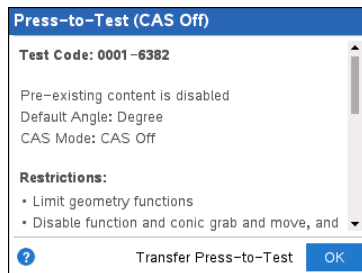 Press-to-Test (CAS Off)
Test Code: 0001-6382
Pre-existing content is disabled
Default Angle: Degree
CAS Mode: CAS Off
Restrictions:
• Limit geometry functions
• Disable function and conic grab and move, and
? Transfer Press-to-Test OK